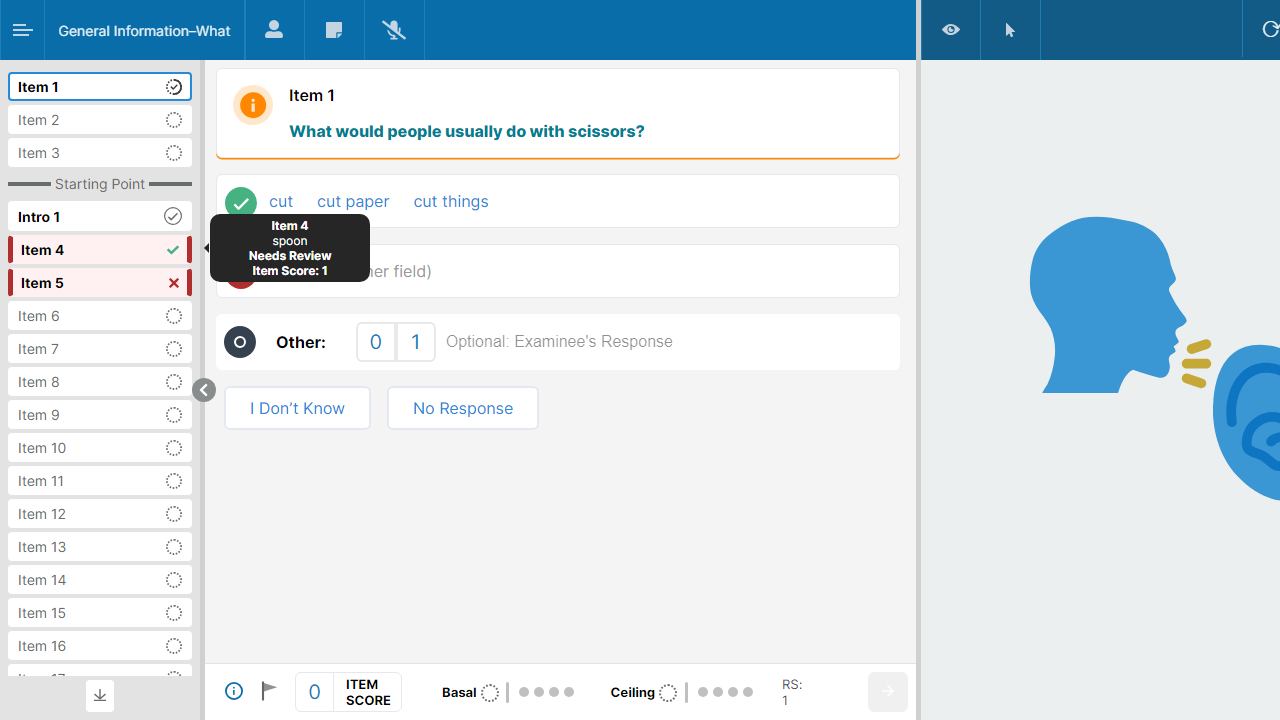 General Information–What
Item 1
Item 2
Item 3
Starting Point
Intro 1
Item 4
Item 5
Item 6
Item 7
Item 8
Item 9
Item 10
Item 11
Item 12
Item 13
Item 14
Item 15
Item 16
Item 1
What would people usually do with scissors?
cut cut paper cut things
Item 4
spoon
Needs Review
Item Score: 1
field)
Other: 0 1 Optional: Examinee's Response
I Don’t Know No Response
0 ITEM SCORE
Basal
Ceiling
RS:
1